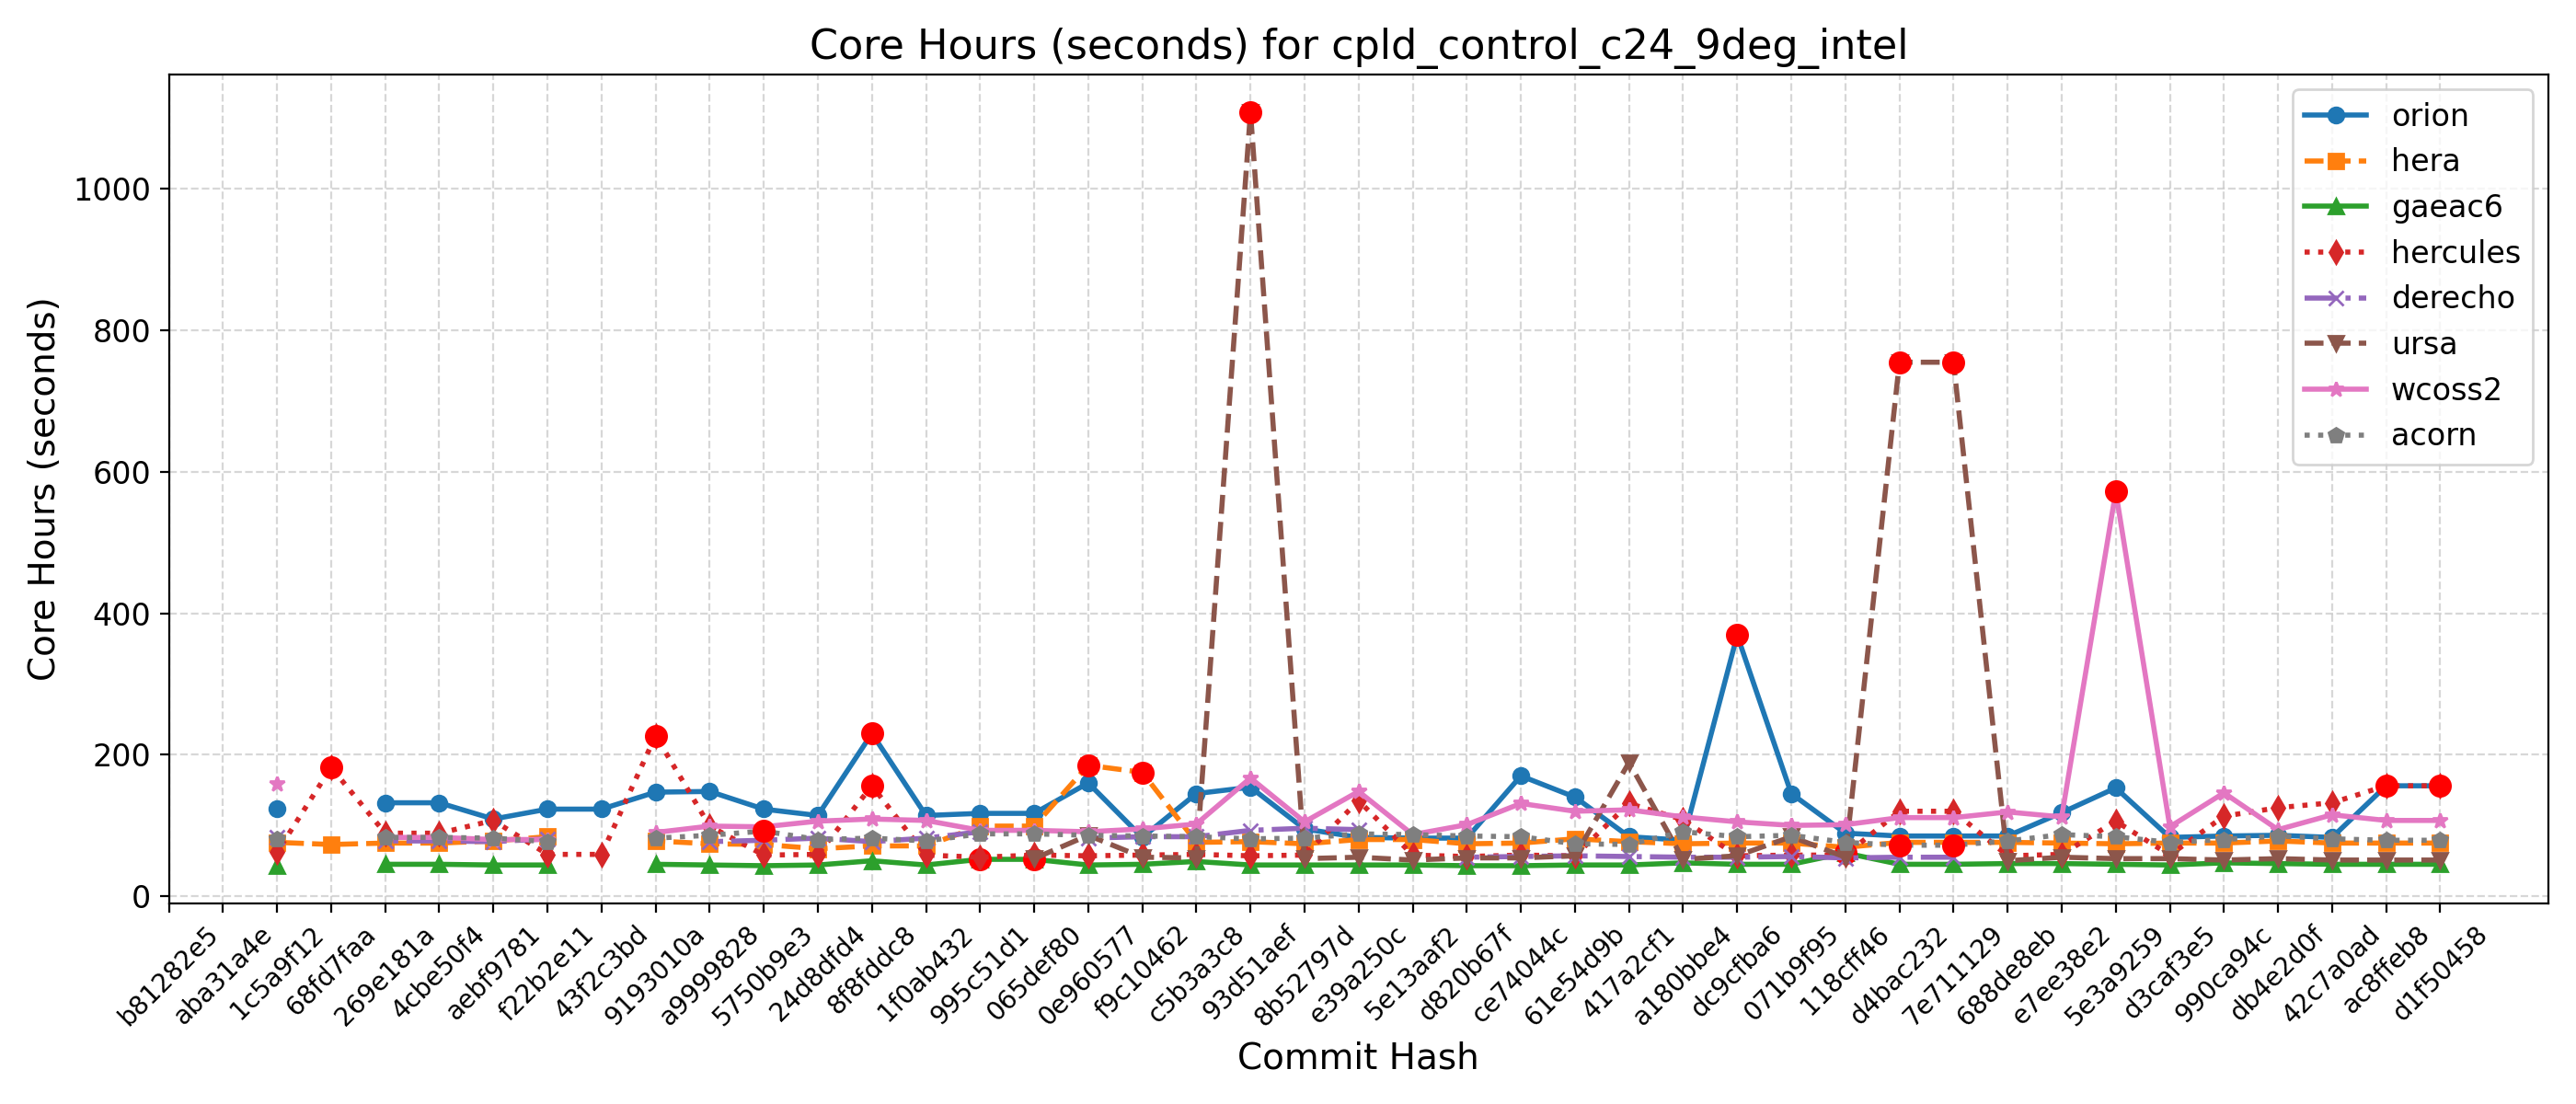 Core Hours (seconds) for cpld_control_c24_9deg_intel
Core Hours (seconds)
1000
800
600
400
200
0
orion
hera
gaeac6
hercules
derecho
ursa
wcoss2
acorn
b81282e5
aba31a4e
1c5a9f12
68fd7faa
269e181a
4cbe50f4
aebf9781
f22b2e11
43f2c3bd
9193010a
a9999828
5750b9e3
24d8dfd4
8f8fddc8
1f0ab432
995c51d1
065def80
0e960577
f9c10462
c5b3a3c8
93d51aef
8b52797d
e39a250c
5e13aaf2
d820b67f
ce74044c
61e54d9b
417a2cf1
a180bbe4
dc9cfba6
071b9f95
118cff46
d4bac232
7e711129
688de8eb
e7ee38e2
5e3a9259
d3caf3e5
990ca94c
db4e2d0f
42c7a0ad
ac8ffeb8
d1f50458
Commit Hash